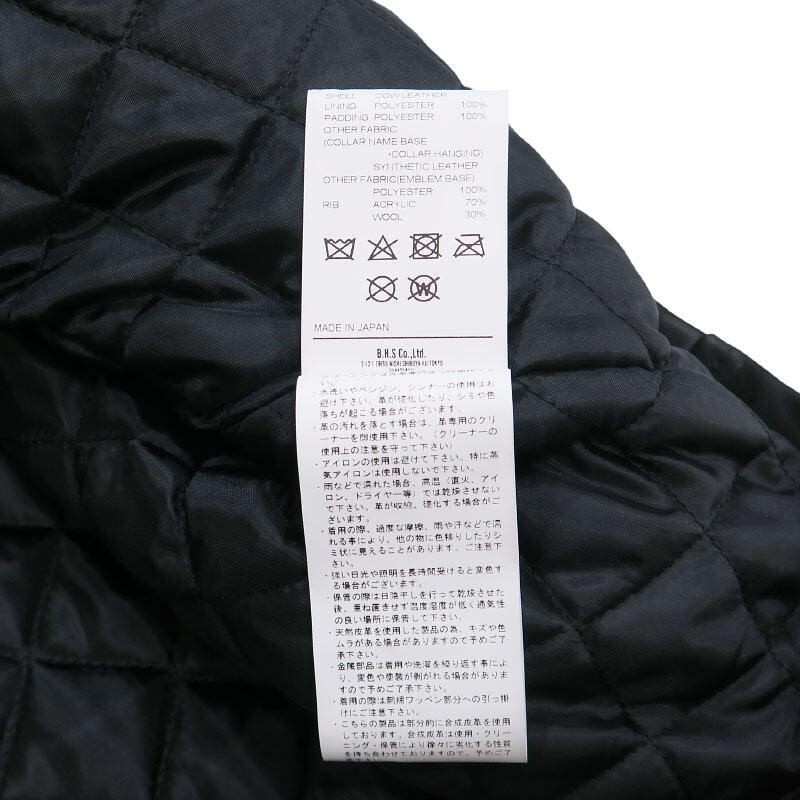 SHELL COW LEATHER
LINING POLYESTER 100%
PADDING POLYESTER 100%
OTHER FABRIC
(COLLAR NAME BASE
・COLLAR HANGING)
SYNTHETIC LEATHER
OTHER FABRIC(EMBLEM BASE)
POLYESTER 100%
RIB ACRYLIC 70%
WOOL 30%
W
MADE IN JAPAN
B.H.S Co.,Ltd.
SHIBUYA-KU TOKYO
い。
・水洗いやベンジン、シンナーの使用はお
避け下さい。革が硬化したり、シミや色
落ちが起こる場合がございます。
・革の汚れを落とす場合は、革専用のクリ
ーナーを御使用下さい。（クリーナーの
使用上の注意を守って下さい。）
・アイロンの使用は避けて下さい。特に蒸
気アイロンは使用しないで下さい。
・雨などで濡れた場合、高温（直火、アイ
ロン、ドライヤー等）では乾燥させない
で下さい。革が収縮、硬化する場合がご
ざいます。
・着用の際、過度な摩擦、雨や汗などで濡
れる事により、他の物に色移りしたりシ
ミ状に見えることがあります。ご注意下
さい。
・強い日光や照明を長時間受けると変色す
る場合がございます。
・保管の際は日陰干しを行って乾燥させた
後、重ね置きせず温度湿度が低く通気性
の良い場所に保管して下さい。
・天然皮革を使用した製品の為、キズや色
ムラがある場合がありますので予めご了
承下さい。
・金属部品は着用や洗濯を繰り返す事によ
り、変色や塗装が剥がれる場合があります
ので予めご了承下さい。
・着用の際は刺繍ワッペン部分への引っ掛
けにご注意下さい。
・こちらの製品は部分的に合成皮革を使用
しております。合成皮革は使用・クリー
ニング・保管により徐々に劣化する性質
を持ちあわせております。予めご了承下